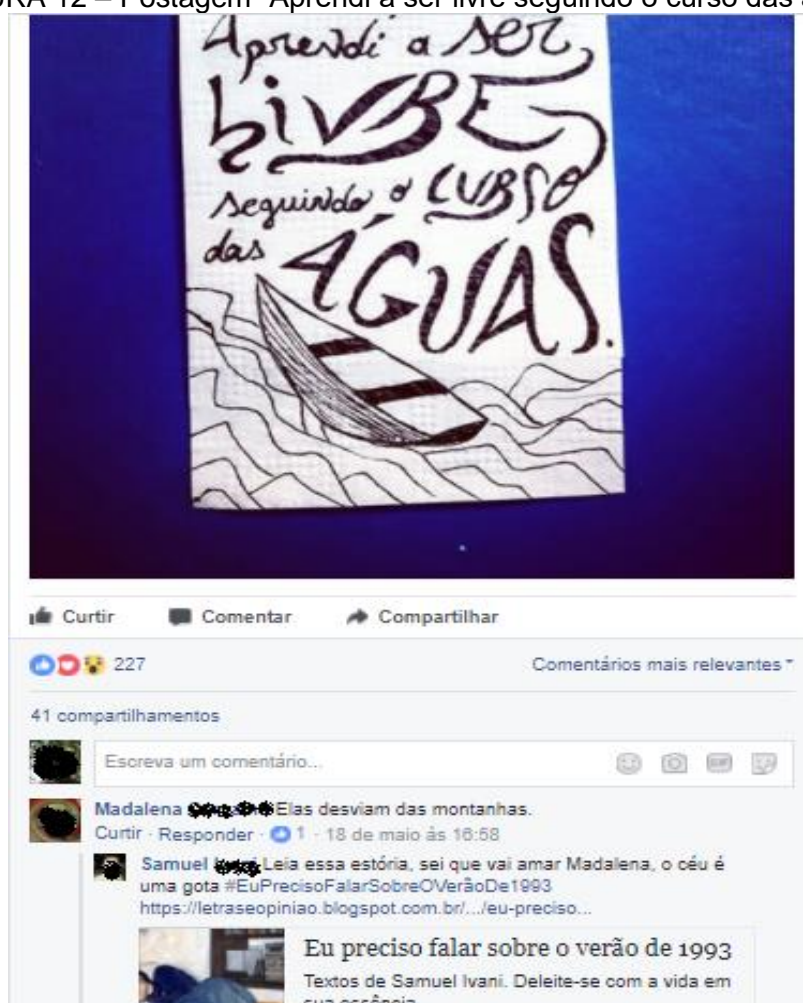 12 – Postagem "Aprendi a ser livre seguindo o curso das
Aprendi a ser
LIVRE
seguindo o CURSO
das ÁGUAS.
Curtir Comentar Compartilhar
227 Comentários mais relevantes
41 compartilhamentos
Escreva um comentário...
Madalena Elas desviam das montanhas.
Curtir · Responder · 1 · 18 de maio às 16:58
Samuel Leia essa estória, sei que vai amar Madalena, o céu é
uma gota #EuPrecisoFalarSobreOVerãoDe1993
https://letraseopiniao.blogspot.com.br/.../eu-preciso...
Eu preciso falar sobre o verão de 1993
Textos de Samuel Ivani. Deleite-se com a vida em
sua essência